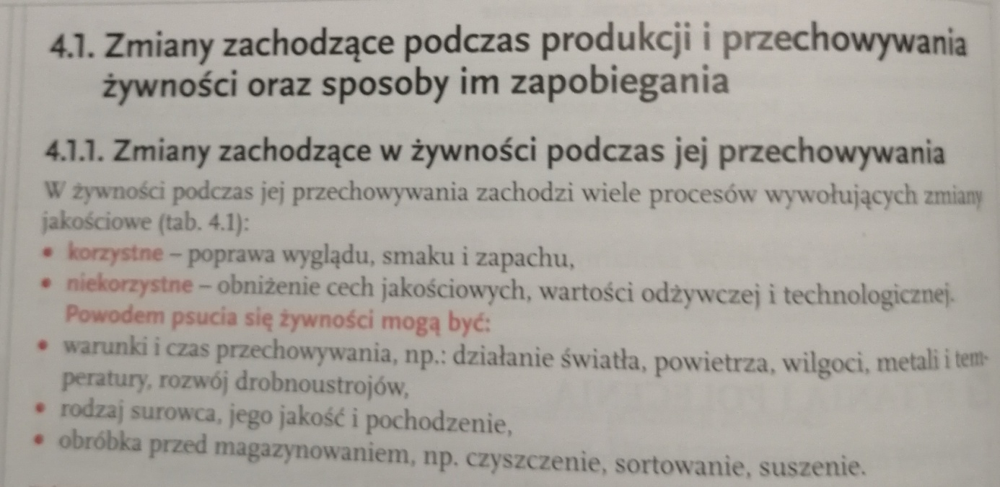 4.1. Zmiany zachodzące podczas produkcji i przechowywania
żywności oraz sposoby im zapobiegania
4.1.1. Zmiany zachodzące w żywności podczas jej przechowywania
W żywności podczas jej przechowywania zachodzi wiele procesów wywołujących zmiany
jakościowe (tab. 4.1):
• korzystne – poprawa wyglądu, smaku i zapachu,
• niekorzystne – obniżenie cech jakościowych, wartości odżywczej i technologicznej.
Powodem psucia się żywności mogą być:
• warunki i czas przechowywania, np.: działanie światła, powietrza, wilgoci, metali i tem-
peratury, rozwój drobnoustrojów,
• rodzaj surowca, jego jakość i pochodzenie,
• obróbka przed magazynowaniem, np. czyszczenie, sortowanie, suszenie.